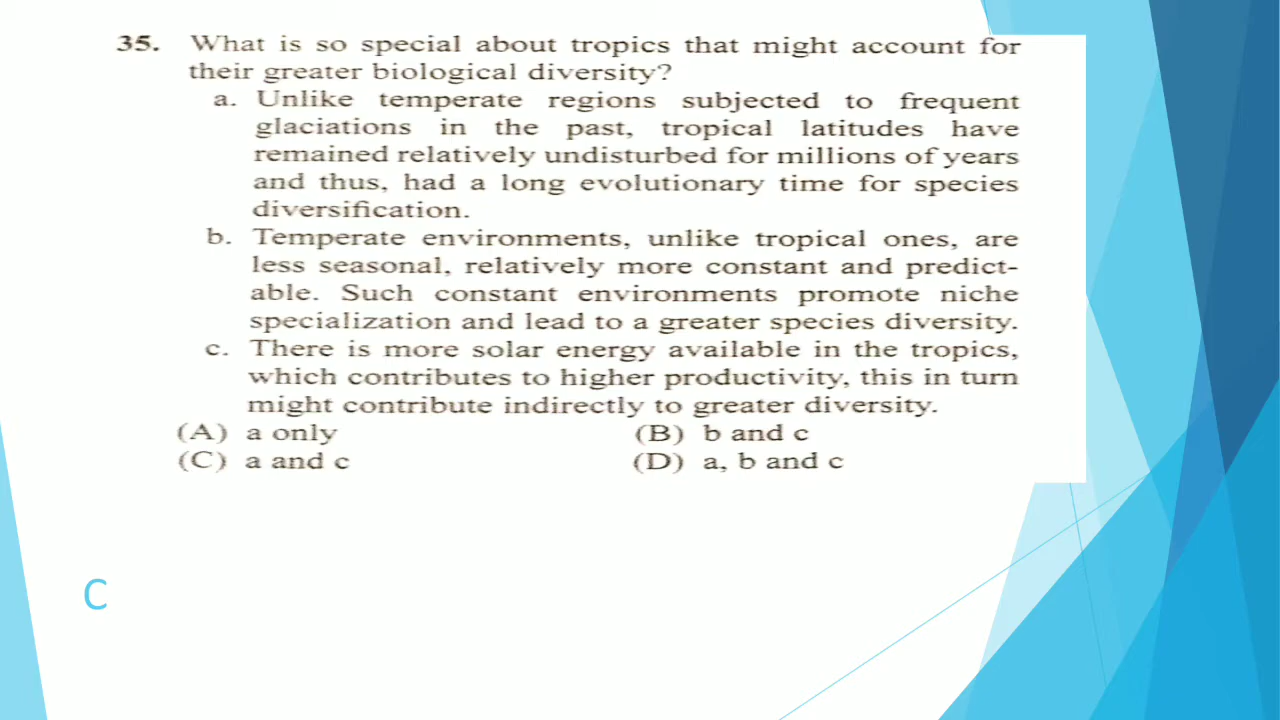 35. What is so special about tropics that might account for
their greater biological diversity?
a. Unlike temperate regions subjected to frequent
glaciations in the past, tropical latitudes have
remained relatively undisturbed for millions of years
and thus, had a long evolutionary time for species
diversification.
b. Temperate environments, unlike tropical ones, are
less seasonal, relatively more constant and predict-
able. Such constant environments promote niche
specialization and lead to a greater species diversity.
c. There is more solar energy available in the tropics,
which contributes to higher productivity, this in turn
might contribute indirectly to greater diversity.
(A) a only (B) b and c
(C) a and c (D) a, b and c
C